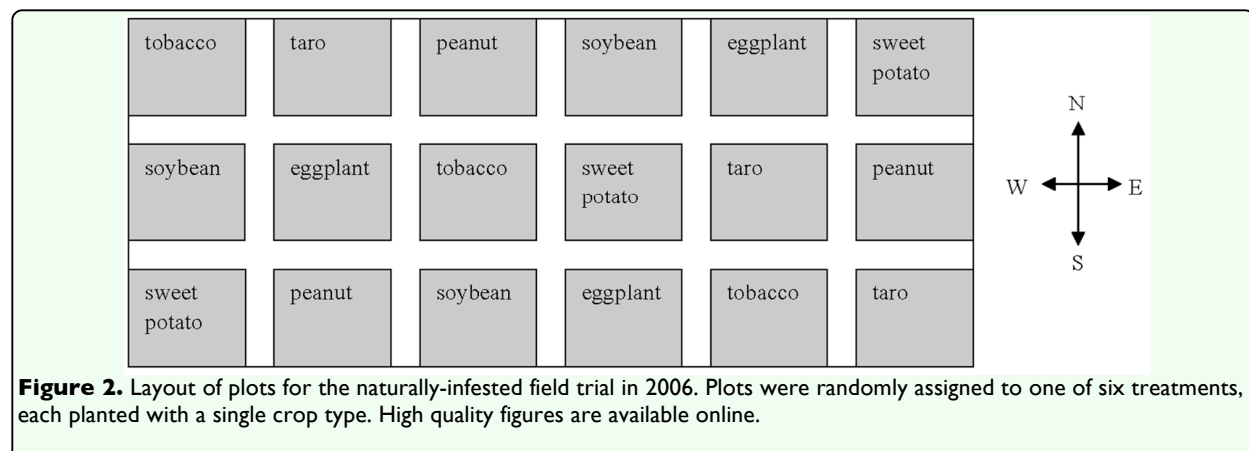 tobacco taro peanut soybean eggplant sweet
potato
N
soybean eggplant tobacco sweet
potato taro peanut
W E
S
sweet
potato peanut soybean eggplant tobacco taro
Figure 2. Layout of plots for the naturally-infested field trial in 2006. Plots were randomly assigned to one of six treatments,
each planted with a single crop type. High quality figures are available online.